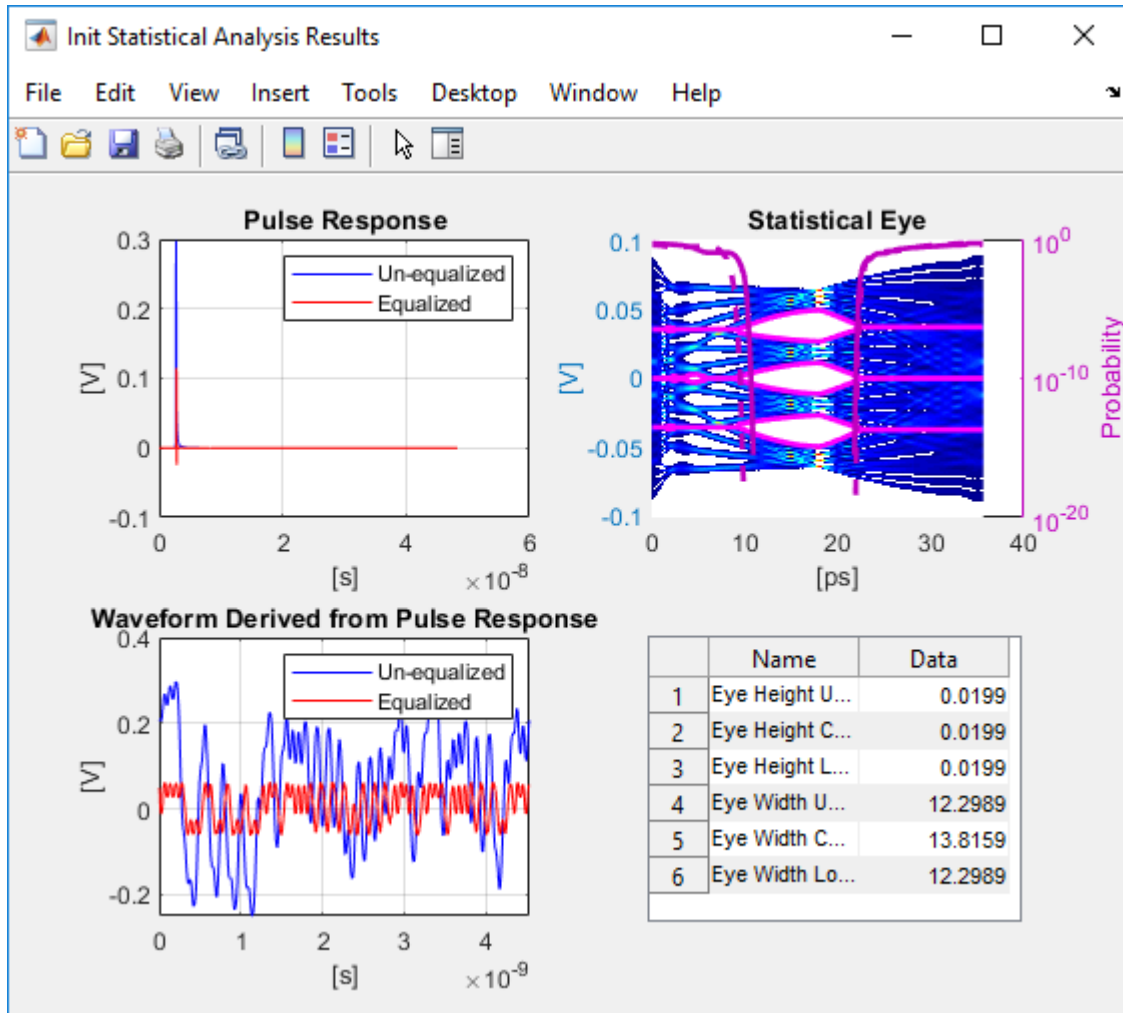 Init Statistical Analysis Results
File Edit View Insert Tools Desktop Window Help
Pulse Response
0.3
0.2
0.1
0
-0.1
[V]
Un-equalized
Equalized
0 2 4 6
[s]
×10^-8
Statistical Eye
0.1
0.05
0
-0.05
-0.1
[V]
10^0
10^-10
10^-20
Probability
0 10 20 30 40
[ps]
Waveform Derived from Pulse Response
0.4
0.2
0
-0.2
[V]
Un-equalized
Equalized
0 1 2 3 4
[s]
×10^-9
Name Data
1 Eye Height U... 0.0199
2 Eye Height C... 0.0199
3 Eye Height L... 0.0199
4 Eye Width U... 12.2989
5 Eye Width C... 13.8159
6 Eye Width Lo... 12.2989